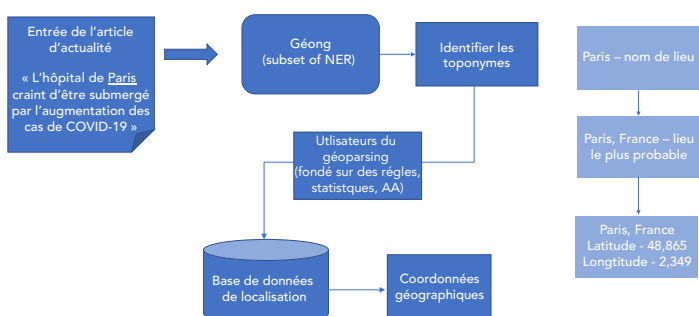 Entrée de l'article
d'actualité
« L'hôpital de Paris
craint d'être submergé
par l'augmentation des
cas de COVID-19 »
Géong
(subset of NER)
Identifier les
toponymes
Utlisateurs du
géoparsing
(fondé sur des régles,
statistques, AA)
Base de données
de localisation
Coordonnées
géographiques
Paris – nom de lieu
Paris, France – lieu
le plus probable
Paris, France
Latitude - 48,865
Longtitude - 2,349